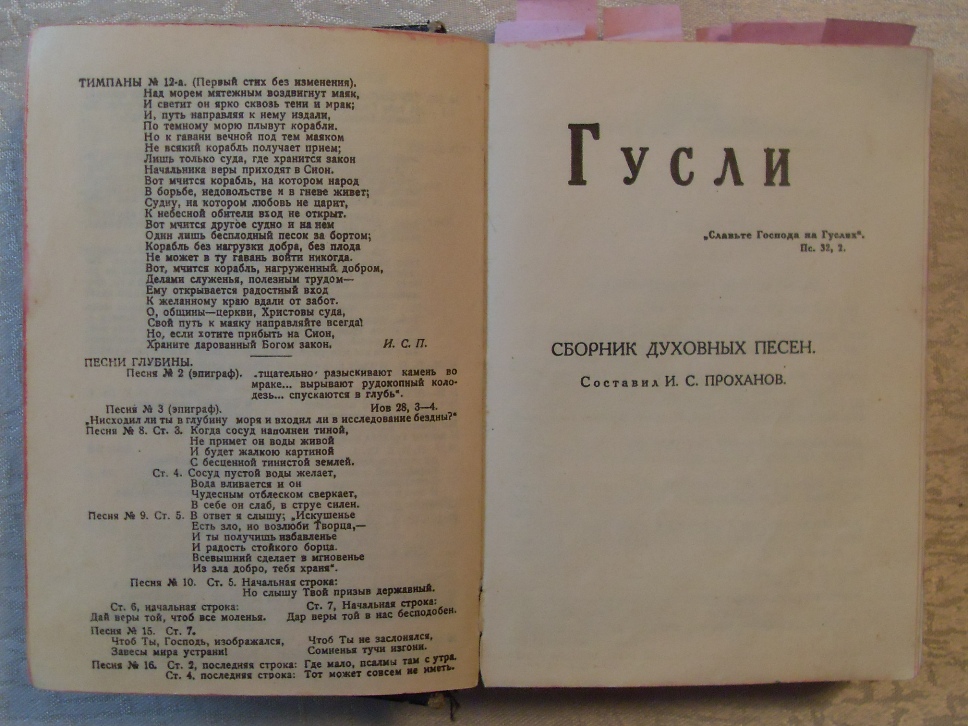 ТИМПАНЫ № 12-а. (Первый стих без изменения).
Над морем мятежным воздвигнут маяк,
И светит он ярко сквозь тени и мрак;
И, путь направляя к нему издали,
По темному морю плывут корабли.
Но к гавани вечной под тем маяком
Не всякий корабль получает прием;
Лишь только суда, где хранится закон
Начальника веры приходят в Сион.
Вот мчится корабль, на котором народ
В борьбе, недовольстве и в гневе живет;
Судну, на котором любовь не царит,
К небесной обители вход не открыт.
Вот мчится другое судно и на нем
Один лишь бесплодный песок за бортом;
Корабль без нагрузки добра, без плода
Не может в ту гавань войти никогда.
Вот, мчится корабль, нагруженный добром,
Делами служенья, полезным трудом—
Ему открывается радостный вход
К желанному краю вдали от забот.
О, общины—церкви, Христовы суда,
Свой путь к маяку направляйте всегда!
Но, если хотите прибыть на Сион,
Храните дарованный Богом закон. И. С. П.
ПЕСНИ ГЛУБИНЫ.
Песня № 2 (эпиграф). „тщательно разыскивают камень во
мраке... вырывают рудокопный коло-
дезь... спускаются в глубь“.
Песня № 3 (эпиграф). Иов 28, 3—4.
„Нисходил ли ты в глубину моря и входил ли в исследование бездны?“
Песня № 8. Ст. 3. Когда сосуд наполнен тиной,
Не примет он воды живой
И будет жалкою картиной
С бесценной тинистой землей.
Ст. 4. Сосуд пустой воды желает,
Вода вливается и он
Чудесным отблеском сверкает,
В себе он слаб, в струе силен.
Песня № 9. Ст. 5. В ответ я слышу; „Искушенье
Есть зло, но возлюби Творца,—
И ты получишь избавленье
И радость стойкого борца.
Всевышний сделает в мгновенье
Из зла добро, тебя храня“.
Песня № 10. Ст. 5. Начальная строка:
Но слышу Твой призыв державный.
Ст. 6, начальная строка: Ст. 7, Начальная строка:
Дай веры той, чтоб все моленья. Дар веры той в нас бесподобен.
Песня № 15. Ст. 7.
Чтоб Ты, Господь, изображался, Чтоб Ты не заслонялся,
Завесы мира устрани! Сомненья тучи изгони.
Песня № 16. Ст. 2, последняя строка: Где мало, псалмы там с утра.
Ст. 4, последняя строка: Тот может совсем не иметь.
Гусли
„Славьте Господа на Гуслях“.
Пс. 32, 2.
СБОРНИК ДУХОВНЫХ ПЕСЕН.
Составил И. С. ПРОХАНОВ.